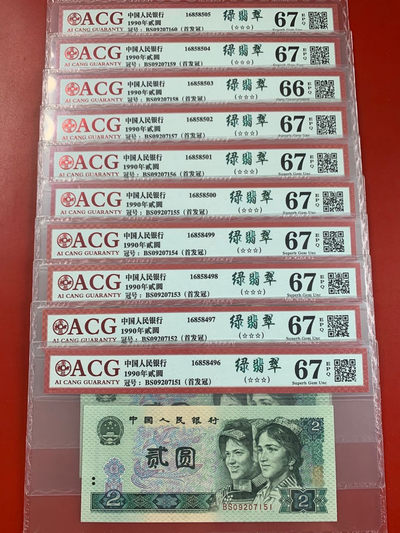 ACG 中国人民银行 16858505 绿翡翠 67 EPQ
AI CANG GUARANTY 1990年贰圆 (☆☆☆)
冠号：BS09207160（首发冠） Superb Gem Unc
ACG 中国人民银行 16858504 绿翡翠 67 EPQ
AI CANG GUARANTY 1990年贰圆 (☆☆☆)
冠号：BS09207159（首发冠）
ACG 中国人民银行 16858503 绿翡翠 66 EPQ
AI CANG GUARANTY 1990年贰圆 (☆☆☆)
冠号：BS09207158（首发冠）
ACG 中国人民银行 16858502 绿翡翠 67 EPQ
AI CANG GUARANTY 1990年贰圆 (☆☆☆)
冠号：BS09207157（首发冠）
ACG 中国人民银行 16858501 绿翡翠 67 EPQ
AI CANG GUARANTY 1990年贰圆 (☆☆☆)
冠号：BS09207156（首发冠） Superb Gem Unc
ACG 中国人民银行 16858500 绿翡翠 67 EPQ
AI CANG GUARANTY 1990年贰圆 (☆☆☆)
冠号：BS09207155（首发冠） Superb Gem Unc
ACG 中国人民银行 16858499 绿翡翠 67 EPQ
AI CANG GUARANTY 1990年贰圆 (☆☆☆)
冠号：BS09207154（首发冠） Superb Gem Unc
ACG 中国人民银行 16858498 绿翡翠 67 EPQ
AI CANG GUARANTY 1990年贰圆 (☆☆☆)
冠号：BS09207153（首发冠） Superb Gem Unc
ACG 中国人民银行 16858497 绿翡翠 67 EPQ
AI CANG GUARANTY 1990年贰圆 (☆☆☆)
冠号：BS09207152（首发冠） Superb Gem Unc
ACG 中国人民银行 16858496 绿翡翠 67 EPQ
AI CANG GUARANTY 1990年贰圆 (☆☆☆)
冠号：BS09207151（首发冠） Superb Gem Unc
中国人民银行
贰圆
2
BS09207151
2
2